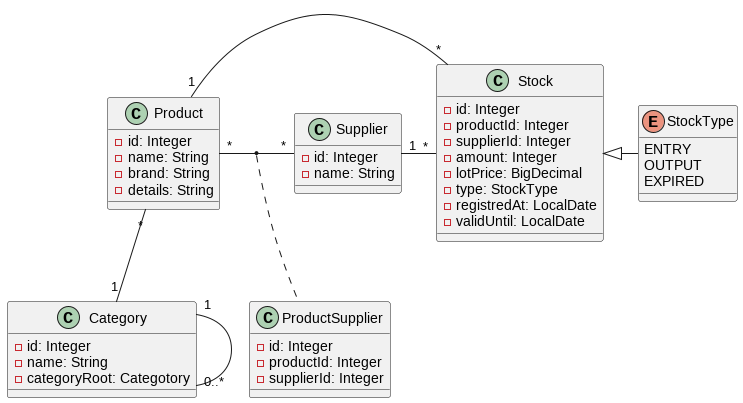 *
1
C Stock
id: Integer
productId: Integer
supplierId: Integer
amount: Integer
lotPrice: BigDecimal
type: StockType
registredAt: LocalDate
validUntil: LocalDate
C Product
id: Integer
name: String
brand: String
details: String
* *
C Supplier
id: Integer
name: String
1 *
E StockType
ENTRY
OUTPUT
EXPIRED
*
1
C Category
id: Integer
name: String
categoryRoot: Categotory
1
0..*
C ProductSupplier
id: Integer
productId: Integer
supplierId: Integer